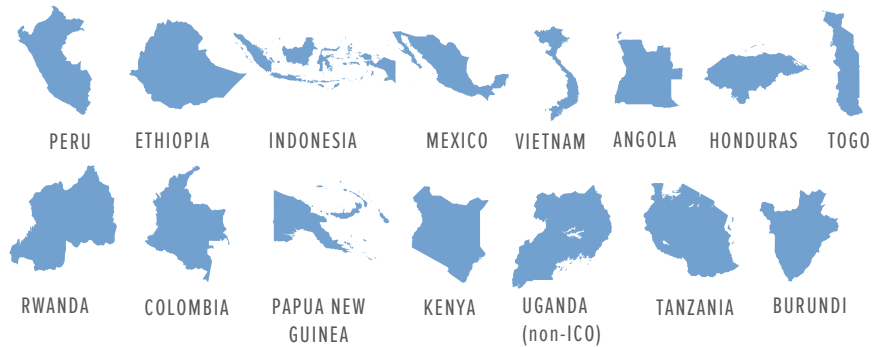 PERU
ETHIOPIA
INDONESIA
MEXICO
VIETNAM
ANGOLA
HONDURAS
TOGO
RWANDA
COLOMBIA
PAPUA NEW
GUINEA
KENYA
UGANDA
(non-ICO)
TANZANIA
BURUNDI